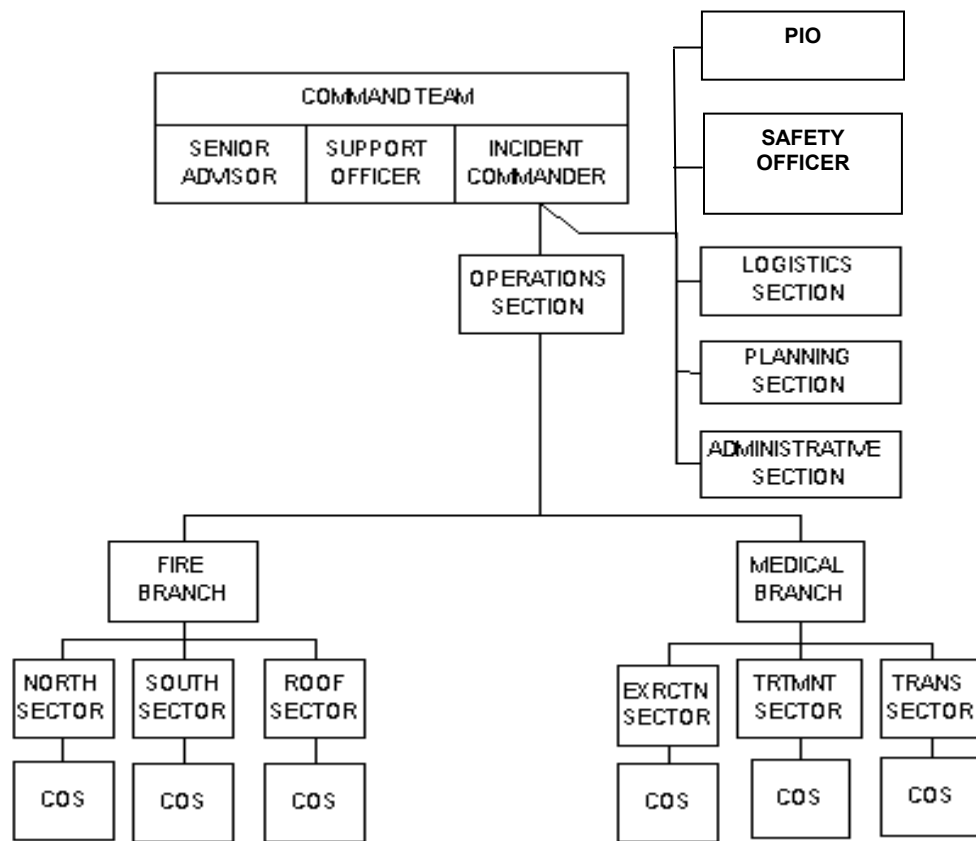 PIO
COMMAND TEAM
SENIOR
ADVISOR
SUPPORT
OFFICER
INCIDENT
COMMANDER
SAFETY
OFFICER
OPERATIONS
SECTION
LOGISTICS
SECTION
PLANNING
SECTION
ADMINISTRATIVE
SECTION
FIRE
BRANCH
MEDICAL
BRANCH
NORTH
SECTOR
SOUTH
SECTOR
ROOF
SECTOR
EXRCTN
SECTOR
TRTMNT
SECTOR
TRANS
SECTOR
COS
COS
COS
COS
COS
COS